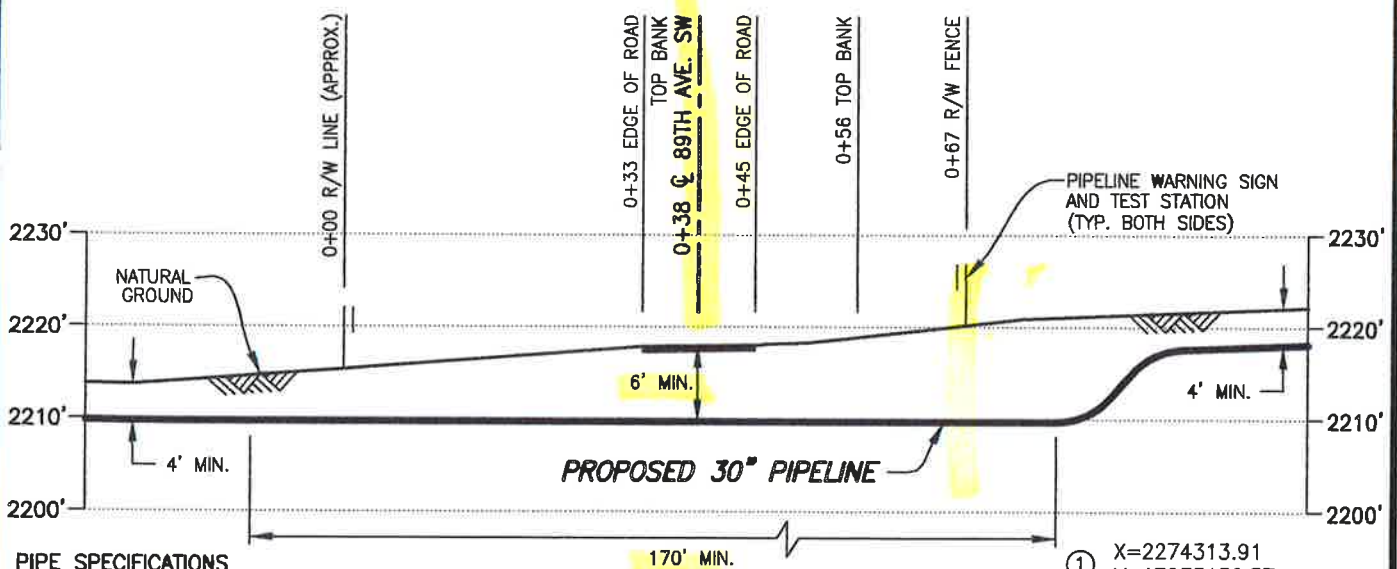 0+00 R/W LINE (APPROX.)
0+33 EDGE OF ROAD
TOP BANK
0+38 ℄ 89TH AVE. SW
0+45 EDGE OF ROAD
0+56 TOP BANK
0+67 R/W FENCE
PIPELINE WARNING SIGN
AND TEST STATION
(TYP. BOTH SIDES)
2230'
2230'
NATURAL
GROUND
2220'
2220'
6' MIN.
4' MIN.
2210'
2210'
4' MIN.
PROPOSED 30" PIPELINE
2200'
2200'
PIPE SPECIFICATIONS
170' MIN.
1 X=2274313.91